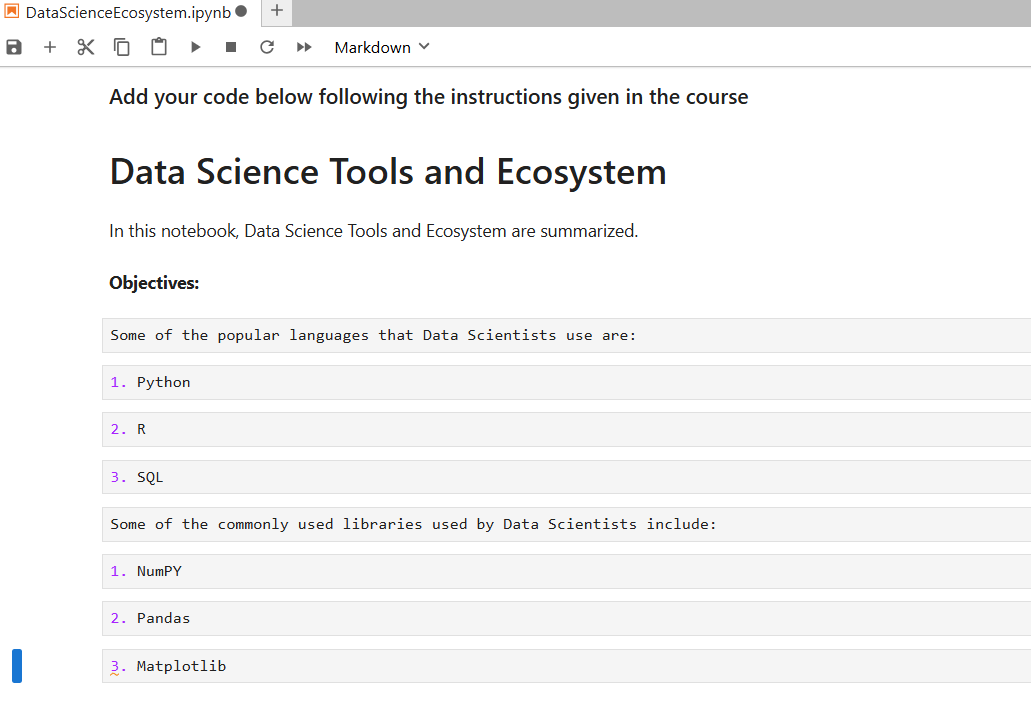 DataScienceEcosystem.ipynb
Markdown
Add your code below following the instructions given in the course
Data Science Tools and Ecosystem
In this notebook, Data Science Tools and Ecosystem are summarized.
Objectives:
Some of the popular languages that Data Scientists use are:
1. Python
2. R
3. SQL
Some of the commonly used libraries used by Data Scientists include:
1. NumPY
2. Pandas
3. Matplotlib